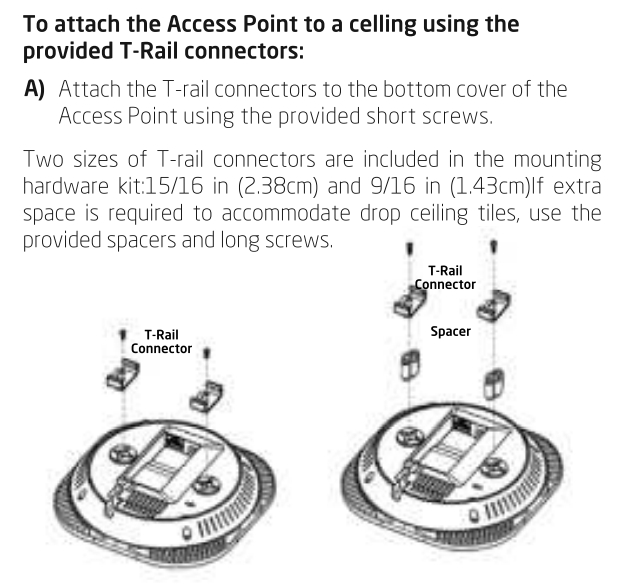 To attach the Access Point to a celling using the
provided T-Rail connectors:
A) Attach the T-rail connectors to the bottom cover of the
Access Point using the provided short screws.
Two sizes of T-rail connectors are included in the mounting
hardware kit:15/16 in (2.38cm) and 9/16 in (1.43cm)If extra
space is required to accommodate drop ceiling tiles, use the
provided spacers and long screws.
T-Rail
Connector
T-Rail
Connector
Spacer